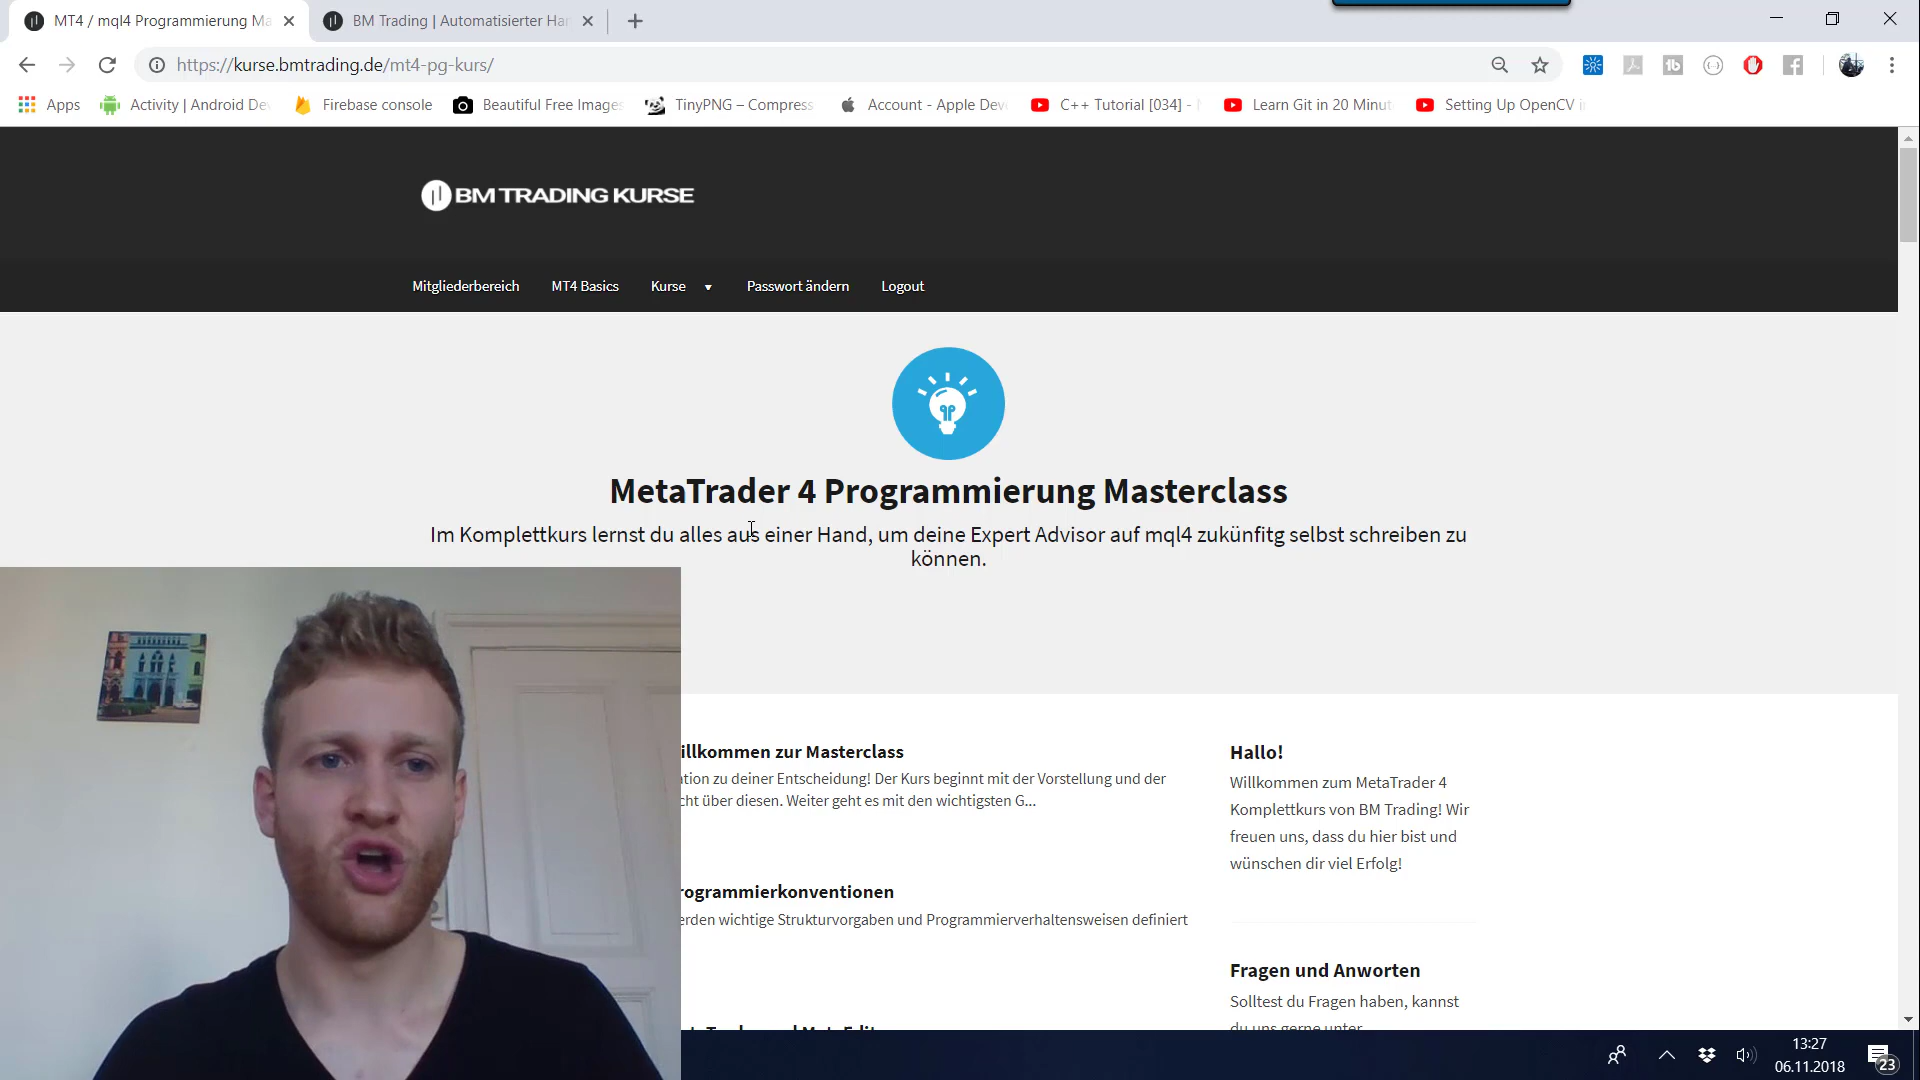 MT4 / mql4 Programmierung Ma
BM Trading | Automatisierter Han
https://kurse.bmtrading.de/mt4-pg-kurs/
Apps
Activity | Android De
Firebase console
Beautiful Free Images
TinyPNG – Compress
Account - Apple Dev
C++ Tutorial [034] -
Learn Git in 20 Minut
Setting Up OpenCV i
BM TRADING KURSE
Mitgliederbereich
MT4 Basics
Kurse
Passwort ändern
Logout
MetaTrader 4 Programmierung Masterclass
Im Komplettkurs lernst du alles aus einer Hand, um deine Expert Advisor auf mql4 zukünfitg selbst schreiben zu
können.
illkommen zur Masterclass
ation zu deiner Entscheidung! Der Kurs beginnt mit der Vorstellung und der
cht über diesen. Weiter geht es mit den wichtigsten G...
rogrammierkonventionen
erden wichtige Strukturvorgaben und Programmierverhaltensweisen definiert
Hallo!
Willkommen zum MetaTrader 4
Komplettkurs von BM Trading! Wir
freuen uns, dass du hier bist und
wünschen dir viel Erfolg!
Fragen und Anworten
Solltest du Fragen haben, kannst
du uns gerne unter
13:27
06.11.2018
23